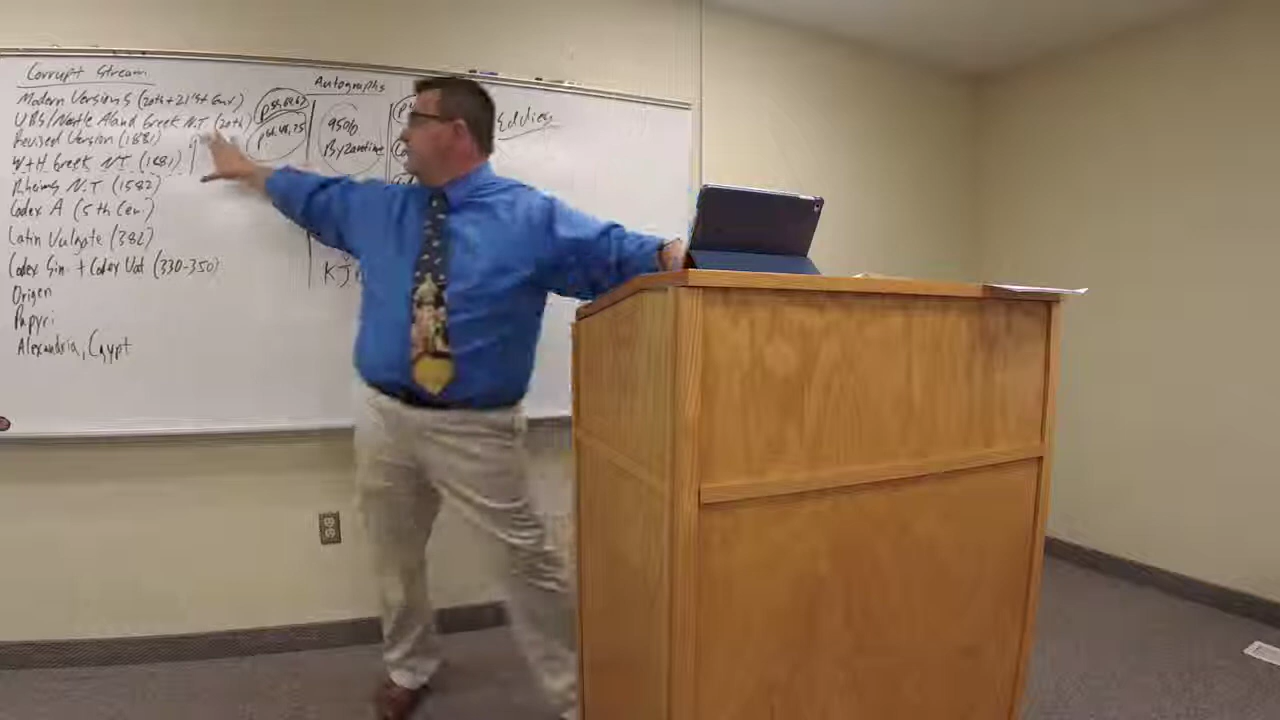 Corrupt Stream
Modern Versions (20th + 21st Cen.)
UBS/Nestle Aland Greek N.T (20th)
Revised Version (1881)
W+H Greek N.T. (1881)
Rheims N.T (1582)
Codex A (5th Cen.)
Latin Vulgate (382)
Codex Sin. + Codex Vat (330-350)
Origen
Papyri
Alexandria, Egypt
Autographs
95%
Byzantine
Eddies